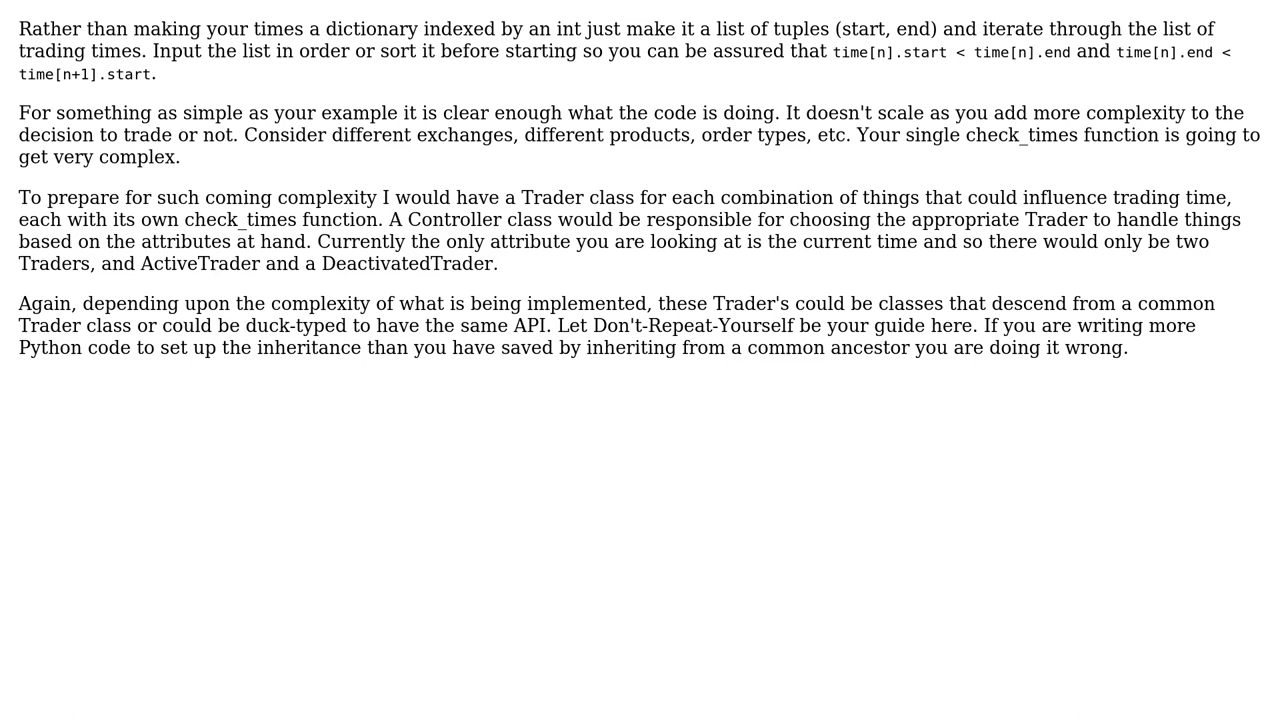 Rather than making your times a dictionary indexed by an int just make it a list of tuples (start, end) and iterate through the list of
trading times. Input the list in order or sort it before starting so you can be assured that time[n].start < time[n].end and time[n].end <
time[n+1].start.
For something as simple as your example it is clear enough what the code is doing. It doesn't scale as you add more complexity to the
decision to trade or not. Consider different exchanges, different products, order types, etc. Your single check_times function is going to
get very complex.
To prepare for such coming complexity I would have a Trader class for each combination of things that could influence trading time,
each with its own check_times function. A Controller class would be responsible for choosing the appropriate Trader to handle things
based on the attributes at hand. Currently the only attribute you are looking at is the current time and so there would only be two
Traders, and ActiveTrader and a DeactivatedTrader.
Again, depending upon the complexity of what is being implemented, these Trader's could be classes that descend from a common
Trader class or could be duck-typed to have the same API. Let Don't-Repeat-Yourself be your guide here. If you are writing more
Python code to set up the inheritance than you have saved by inheriting from a common ancestor you are doing it wrong.